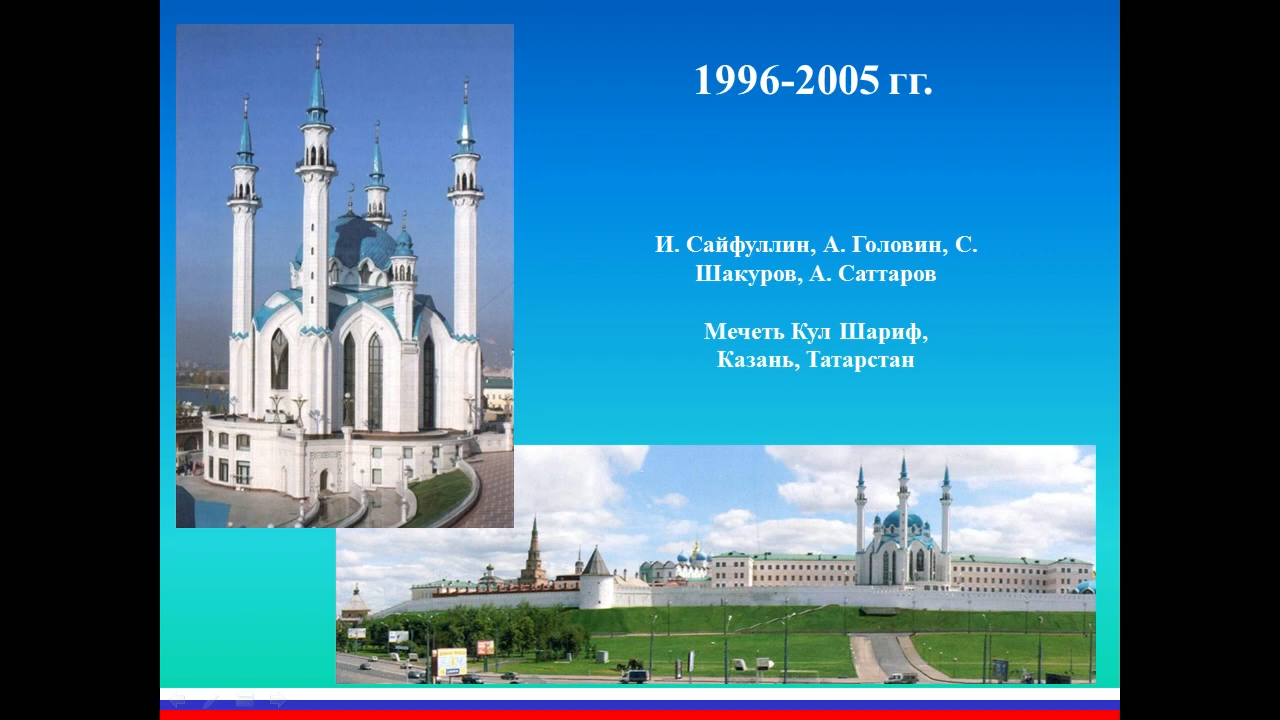 1996-2005 гг.
И. Сайфуллин, А. Головин, С.
Шакуров, А. Саттаров
Мечеть Кул Шариф,
Казань, Татарстан